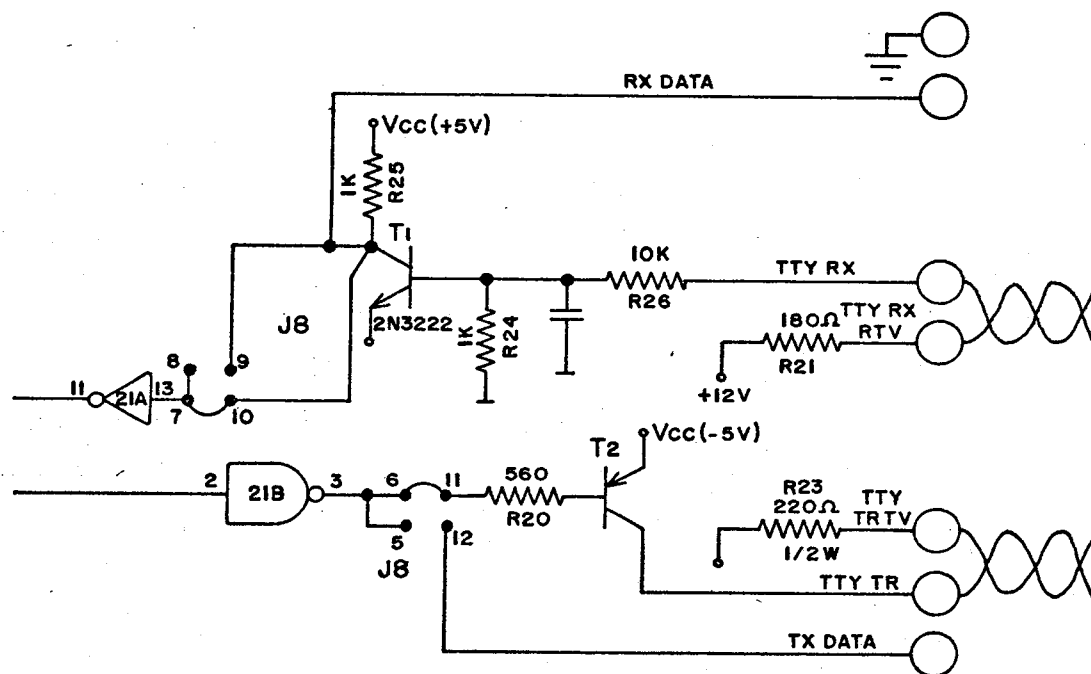 RX DATA
VCC(+5V)
1K
R25
T1
10K
TTY RX
R26
2N3222
J8
1K
R24
180Ω
TTY RX
RTV
R21
+12V
8
9
11
21A
13
7
10
VCC(-5V)
T2
2
21B
3
6
11
560
R20
R23
220Ω
TTY
TRTV
1/2W
5
12
J8
TTY TR
TX DATA